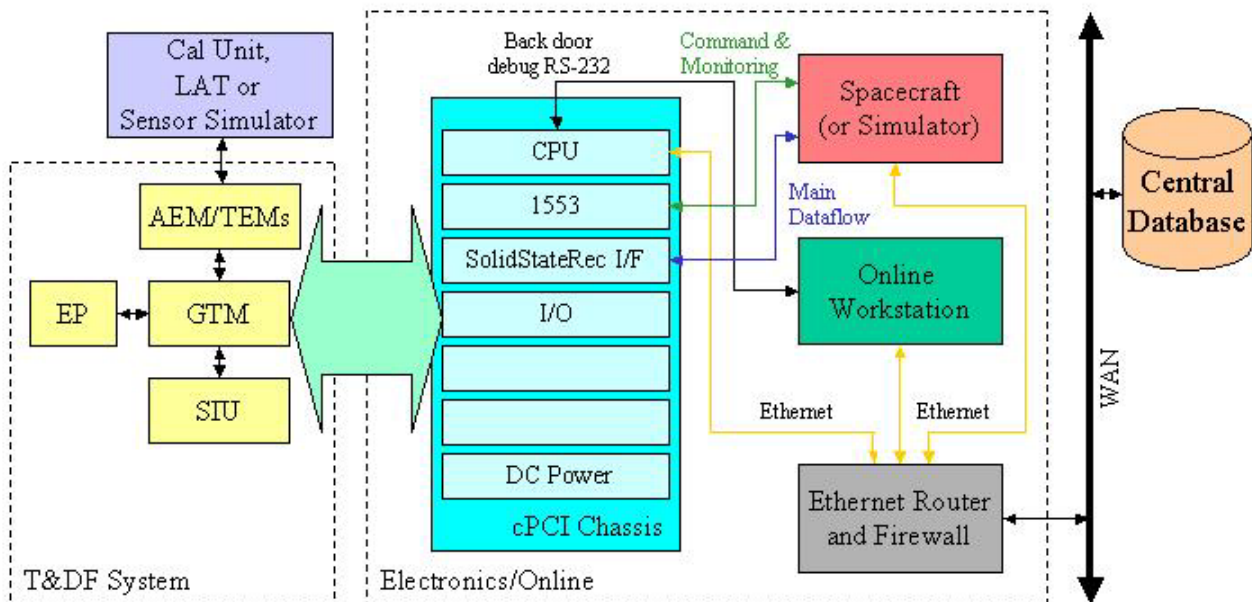 Cal Unit,
LAT or
Sensor Simulator
AEM/TEMs
EP
GTM
SIU
T&DF System
Back door
debug RS-232
Command &
Monitoring
CPU
1553
SolidStateRec I/F
I/O
DC Power
cPCI Chassis
Spacecraft
(or Simulator)
Main
Dataflow
Online
Workstation
Ethernet
Ethernet
Ethernet Router
and Firewall
Electronics/Online
WAN
Central
Database